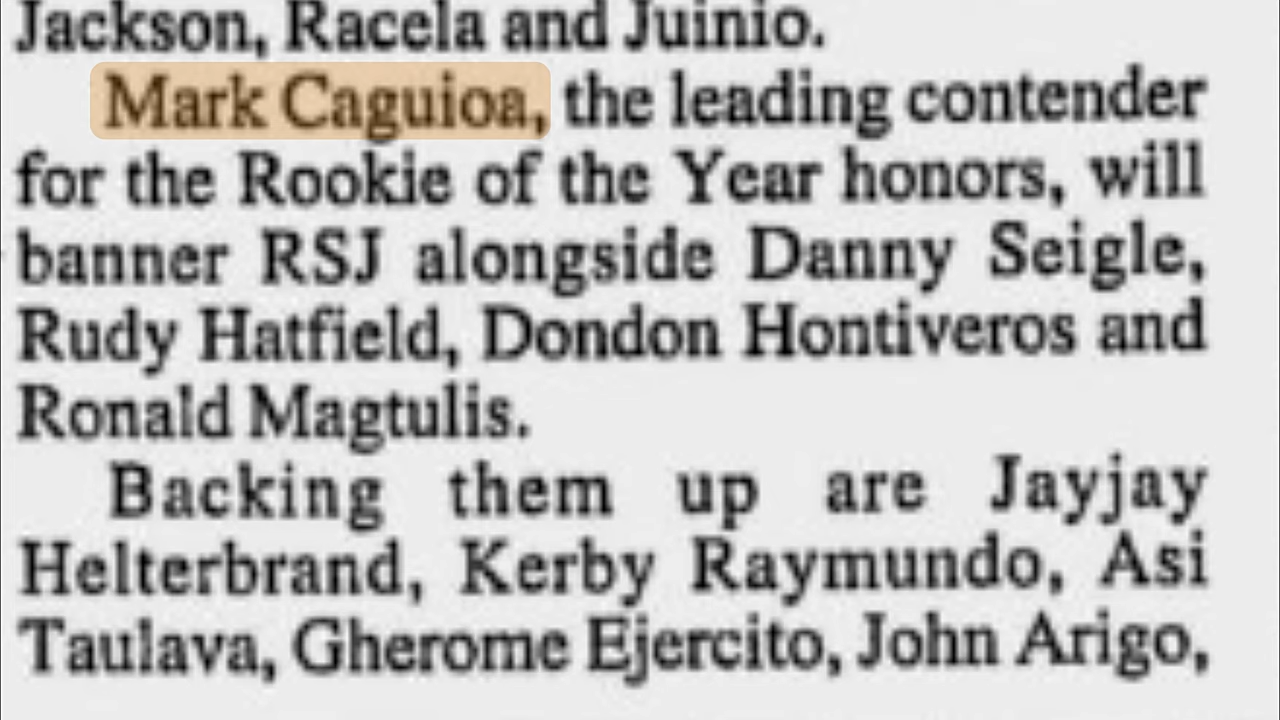 Jackson, Racela and Juinio.
Mark Caguioa, the leading contender
for the Rookie of the Year honors, will
banner RSJ alongside Danny Seigle,
Rudy Hatfield, Dondon Hontiveros and
Ronald Magtulis.
Backing them up are Jayjay
Helterbrand, Kerby Raymundo, Asi
Taulava, Gherome Ejercito, John Arigo,